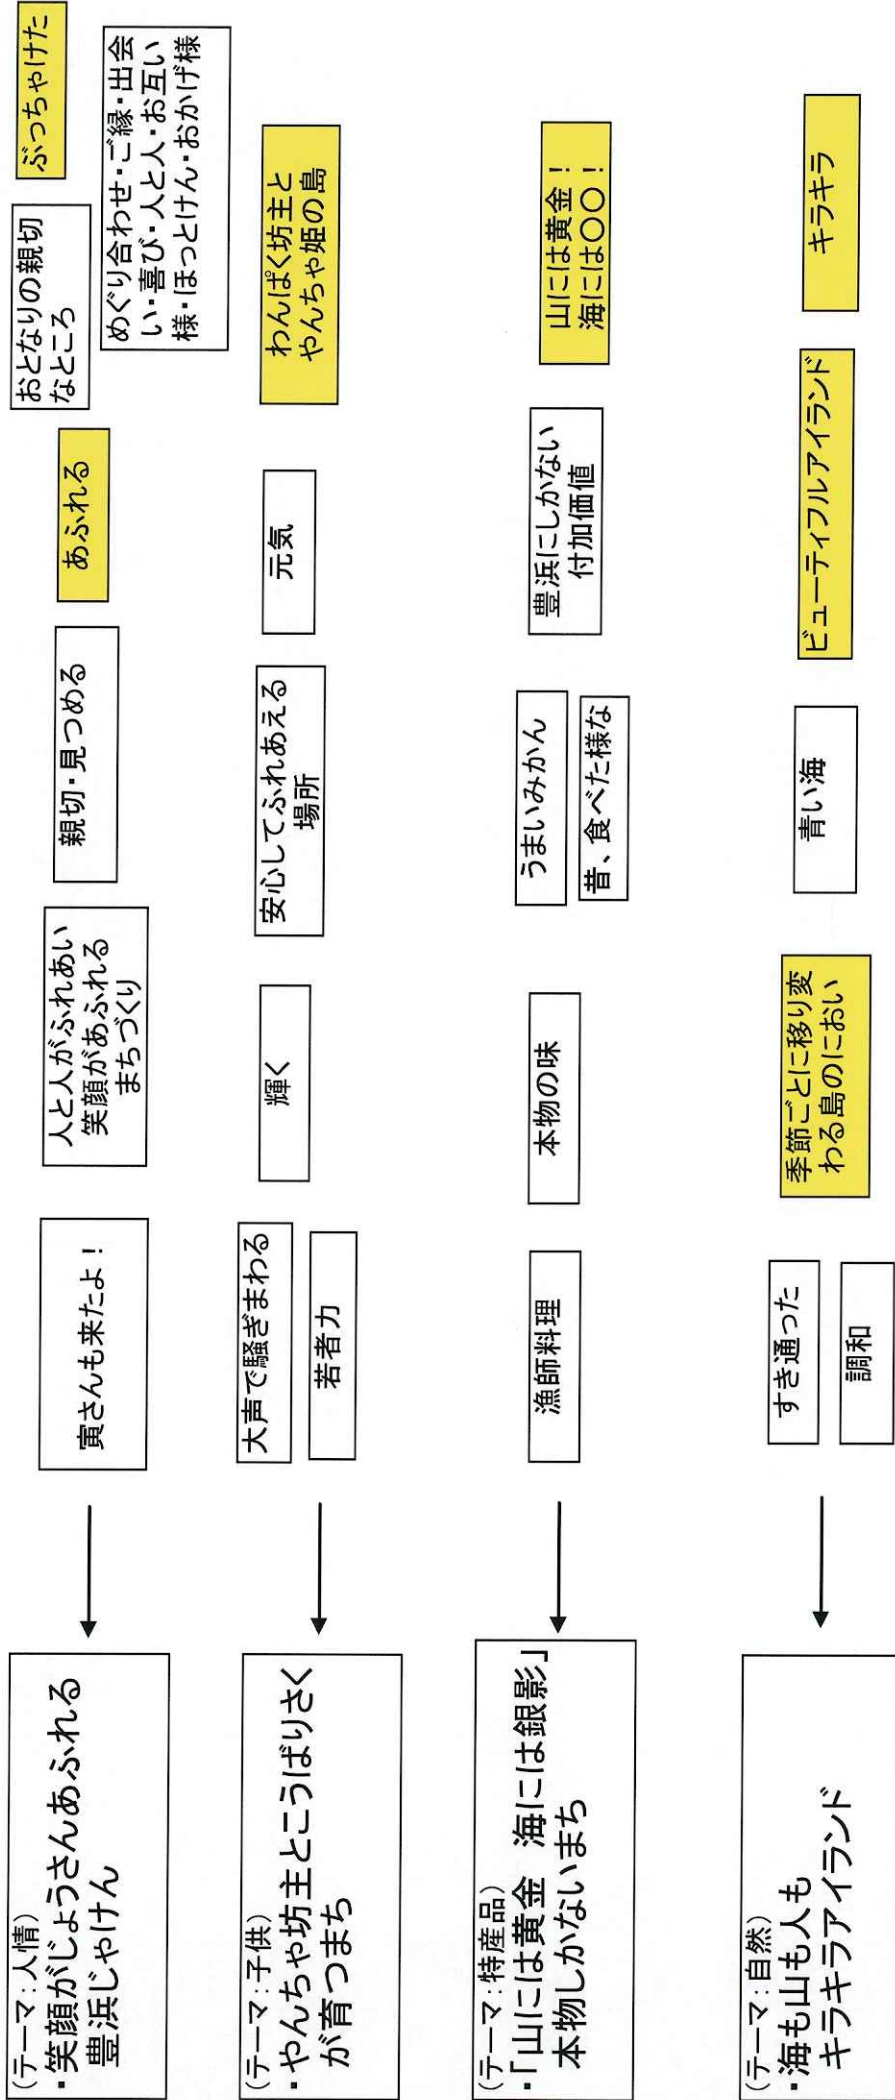 (テーマ:人情)
・笑顔がじょうさんあふれる
豊浜じゃけん
寅さんも来たよ！
人と人がふれあい
笑顔があふれる
まちづくり
親切・見つめる
あふれる
おとなりの親切
なところ
ぶっちゃけた
めぐり合わせ・ご縁・出会
い・喜び・人と人・お互い
様・ほっとけん・おかげ様
(テーマ:子供)
・やんちゃ坊主とこうばりさく
が育つまち
大声で騒ぎまわる
若者力
輝く
安心してふれあえる
場所
元気
わんぱく坊主と
やんちゃ姫の島
(テーマ:特産品)
・「山には黄金　海には銀影」
本物しかないまち
漁師料理
本物の味
うまいみかん
昔、食べた様な
豊浜にしかない
付加価値
山には黄金！
海には〇〇！
(テーマ:自然)
・海も山も人も
キラキラアイランド
すき通った
調和
季節ごとに移り変
わる島のにおい
青い海
ビューティフルアイランド
キラキラ